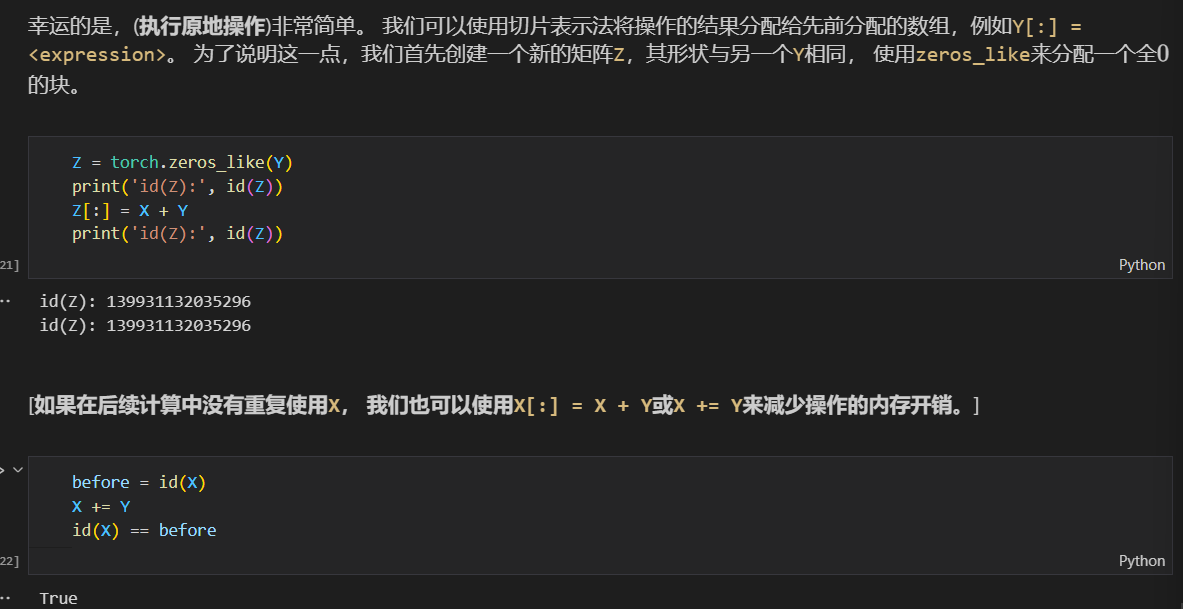 幸运的是，(执行原地操作)非常简单。 我们可以使用切片表示法将操作的结果分配给先前分配的数组，例如Y[:] =
<expression>。 为了说明这一点，我们首先创建一个新的矩阵Z，其形状与另一个Y相同， 使用zeros_like来分配一个全0
的块。
Z = torch.zeros_like(Y)
print('id(Z):', id(Z))
Z[:] = X + Y
print('id(Z):', id(Z))
21]
Python
id(Z): 139931132035296
id(Z): 139931132035296
[如果在后续计算中没有重复使用X， 我们也可以使用X[:] = X + Y或X += Y来减少操作的内存开销。]
before = id(X)
X += Y
id(X) == before
22]
Python
True